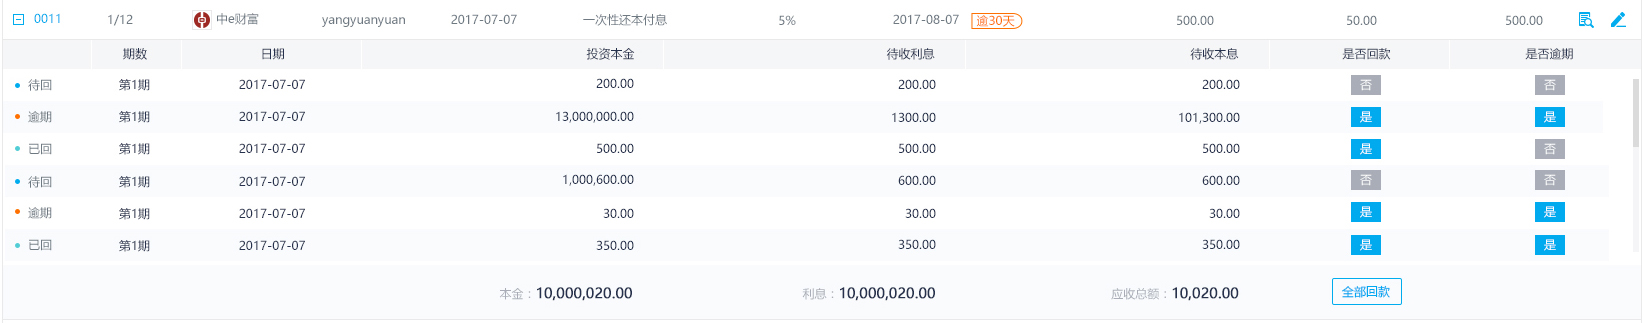 0011 1/12 中e财富 yangyuanyuan 2017-07-07 一次性还本付息 5% 2017-08-07 逾30天 500.00 50.00 500.00
期数 日期 投资本金 待收利息 待收本息 是否回款 是否逾期
待回 第1期 2017-07-07 200.00 200.00 200.00 否 否
逾期 第1期 2017-07-07 13,000,000.00 1300.00 101,300.00 是 是
已回 第1期 2017-07-07 500.00 500.00 500.00 是 否
待回 第1期 2017-07-07 1,000,600.00 600.00 600.00 否 否
逾期 第1期 2017-07-07 30.00 30.00 30.00 是 是
已回 第1期 2017-07-07 350.00 350.00 350.00 是 是
本金：10,000,020.00 利息：10,000,020.00 应收总额：10,020.00 全部回款